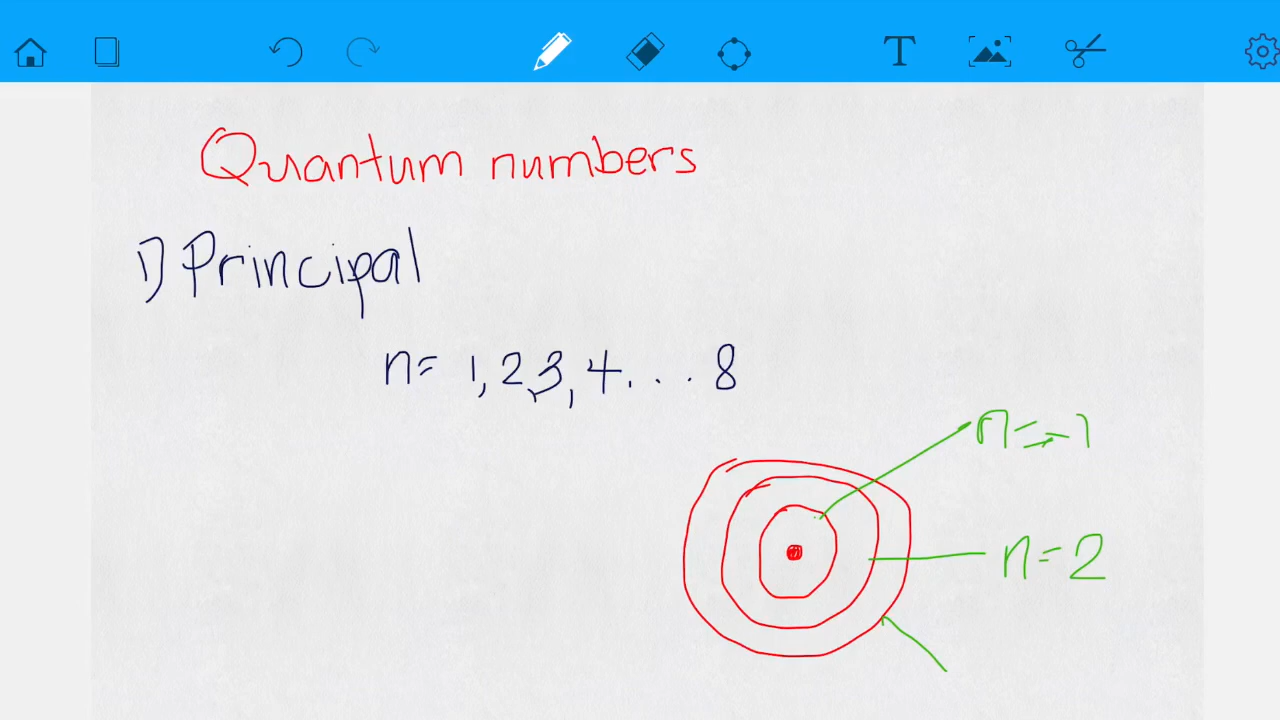 Quantum numbers
1) Principal
n= 1,2,3,4... 8
n=1
n=2
T